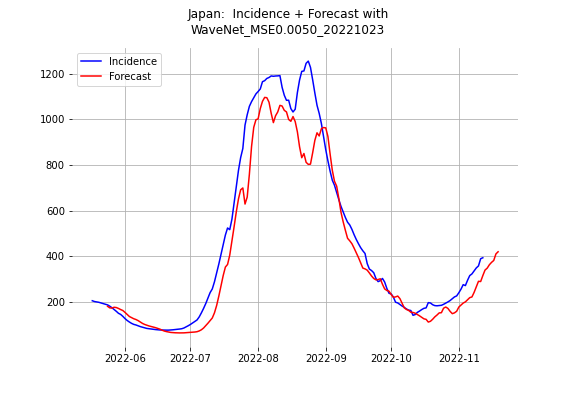 Japan:  Incidence + Forecast with
WaveNet_MSE0.0050_20221023
Incidence
Forecast
1200
1000
800
600
400
200
2022-06 2022-07 2022-08 2022-09 2022-10 2022-11